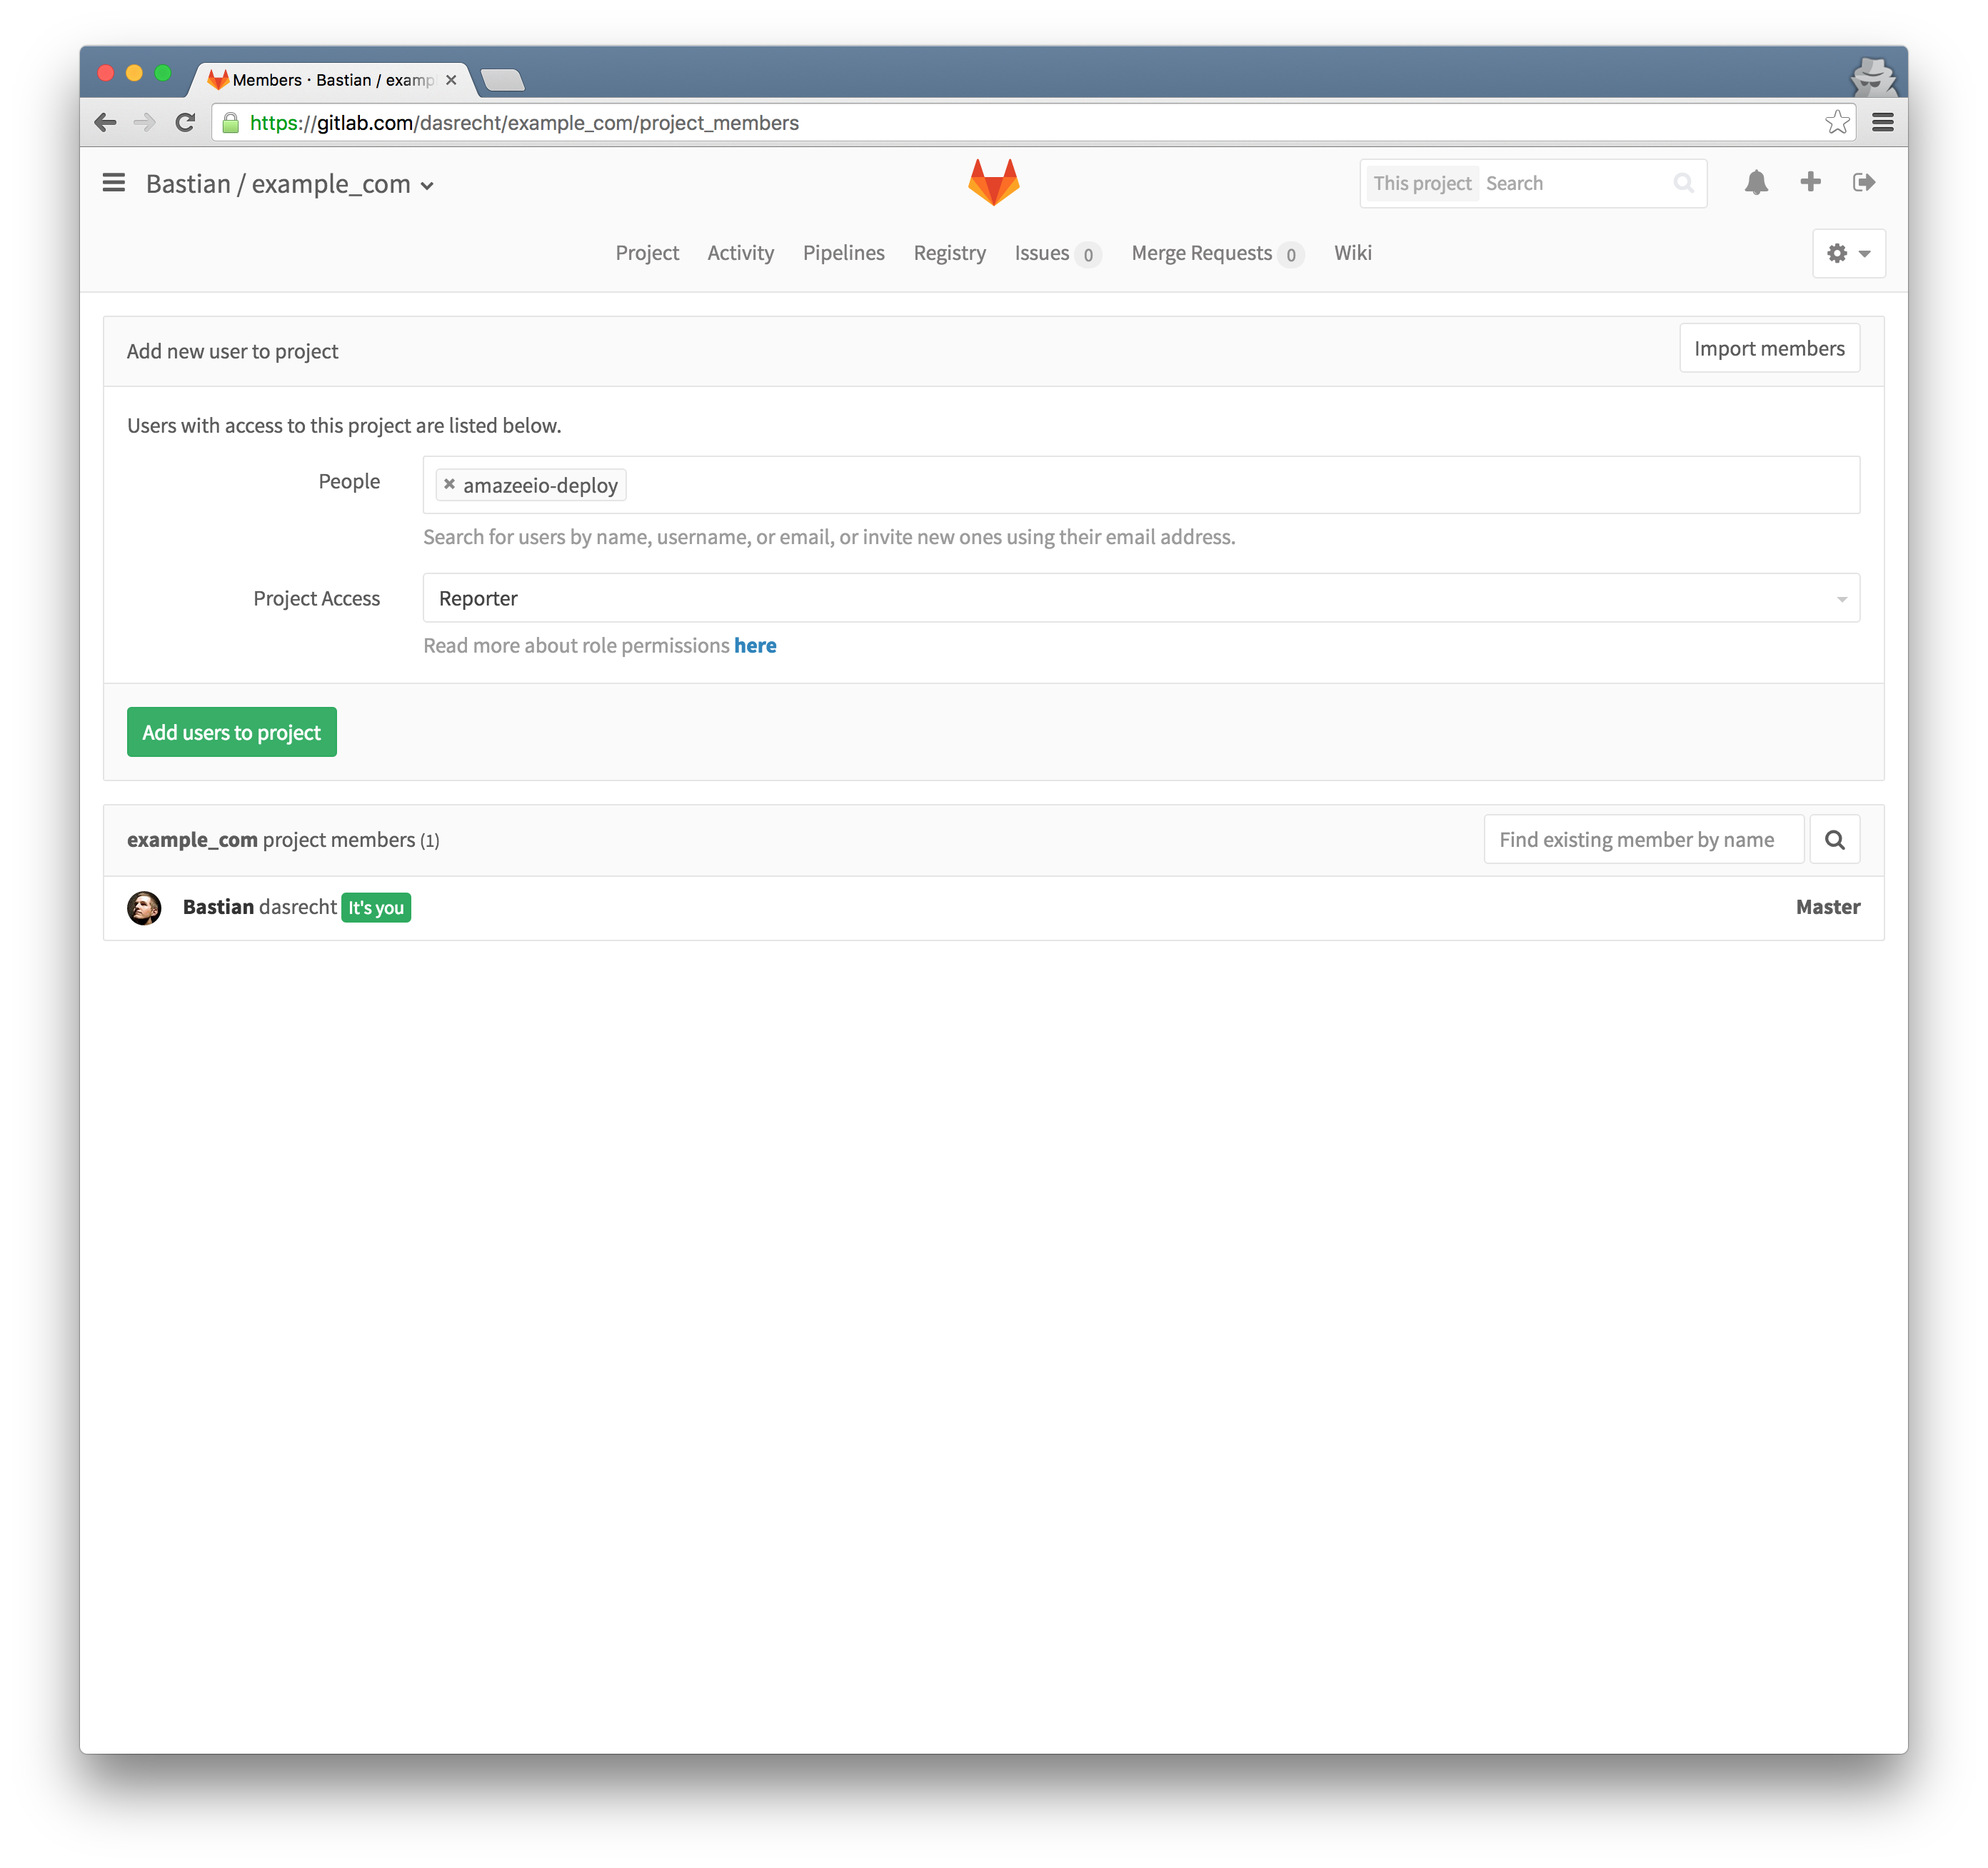 Members · Bastian / examp
https://gitlab.com/dasrecht/example_com/project_members
Bastian / example_com
This project Search
Project Activity Pipelines Registry Issues 0 Merge Requests 0 Wiki
Add new user to project
Import members
Users with access to this project are listed below.
People
amazeeio-deploy
Search for users by name, username, or email, or invite new ones using their email address.
Project Access
Reporter
Read more about role permissions here
Add users to project
example_com project members (1)
Find existing member by name
Bastian dasrecht It's you
Master